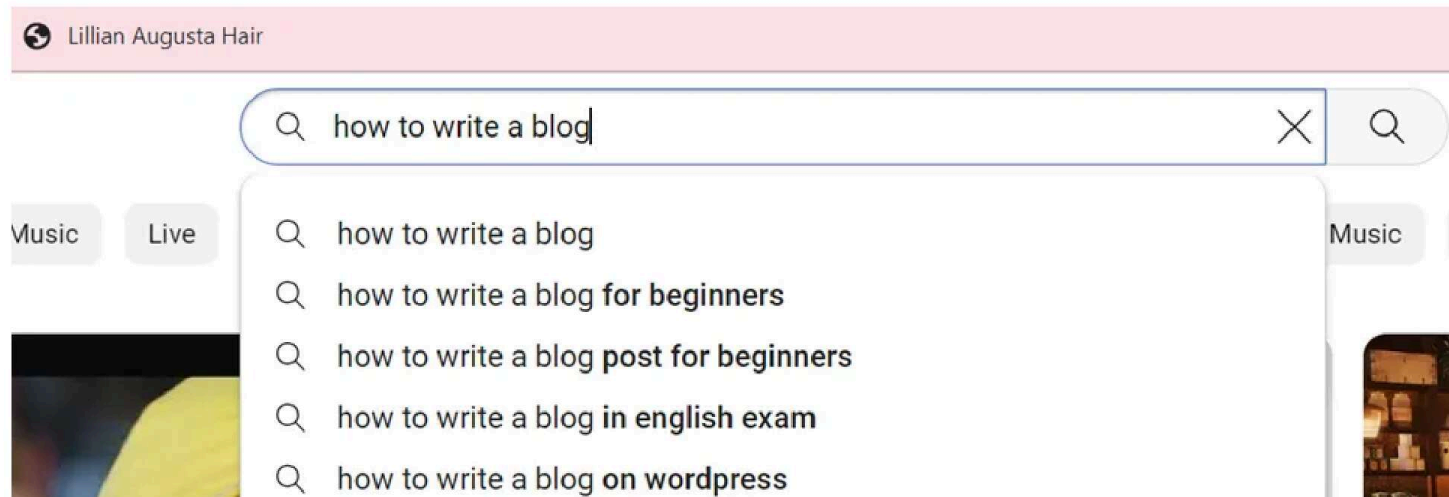 Lillian Augusta Hair
how to write a blog
Music Live how to write a blog Music
how to write a blog for beginners
how to write a blog post for beginners
how to write a blog in english exam
how to write a blog on wordpress